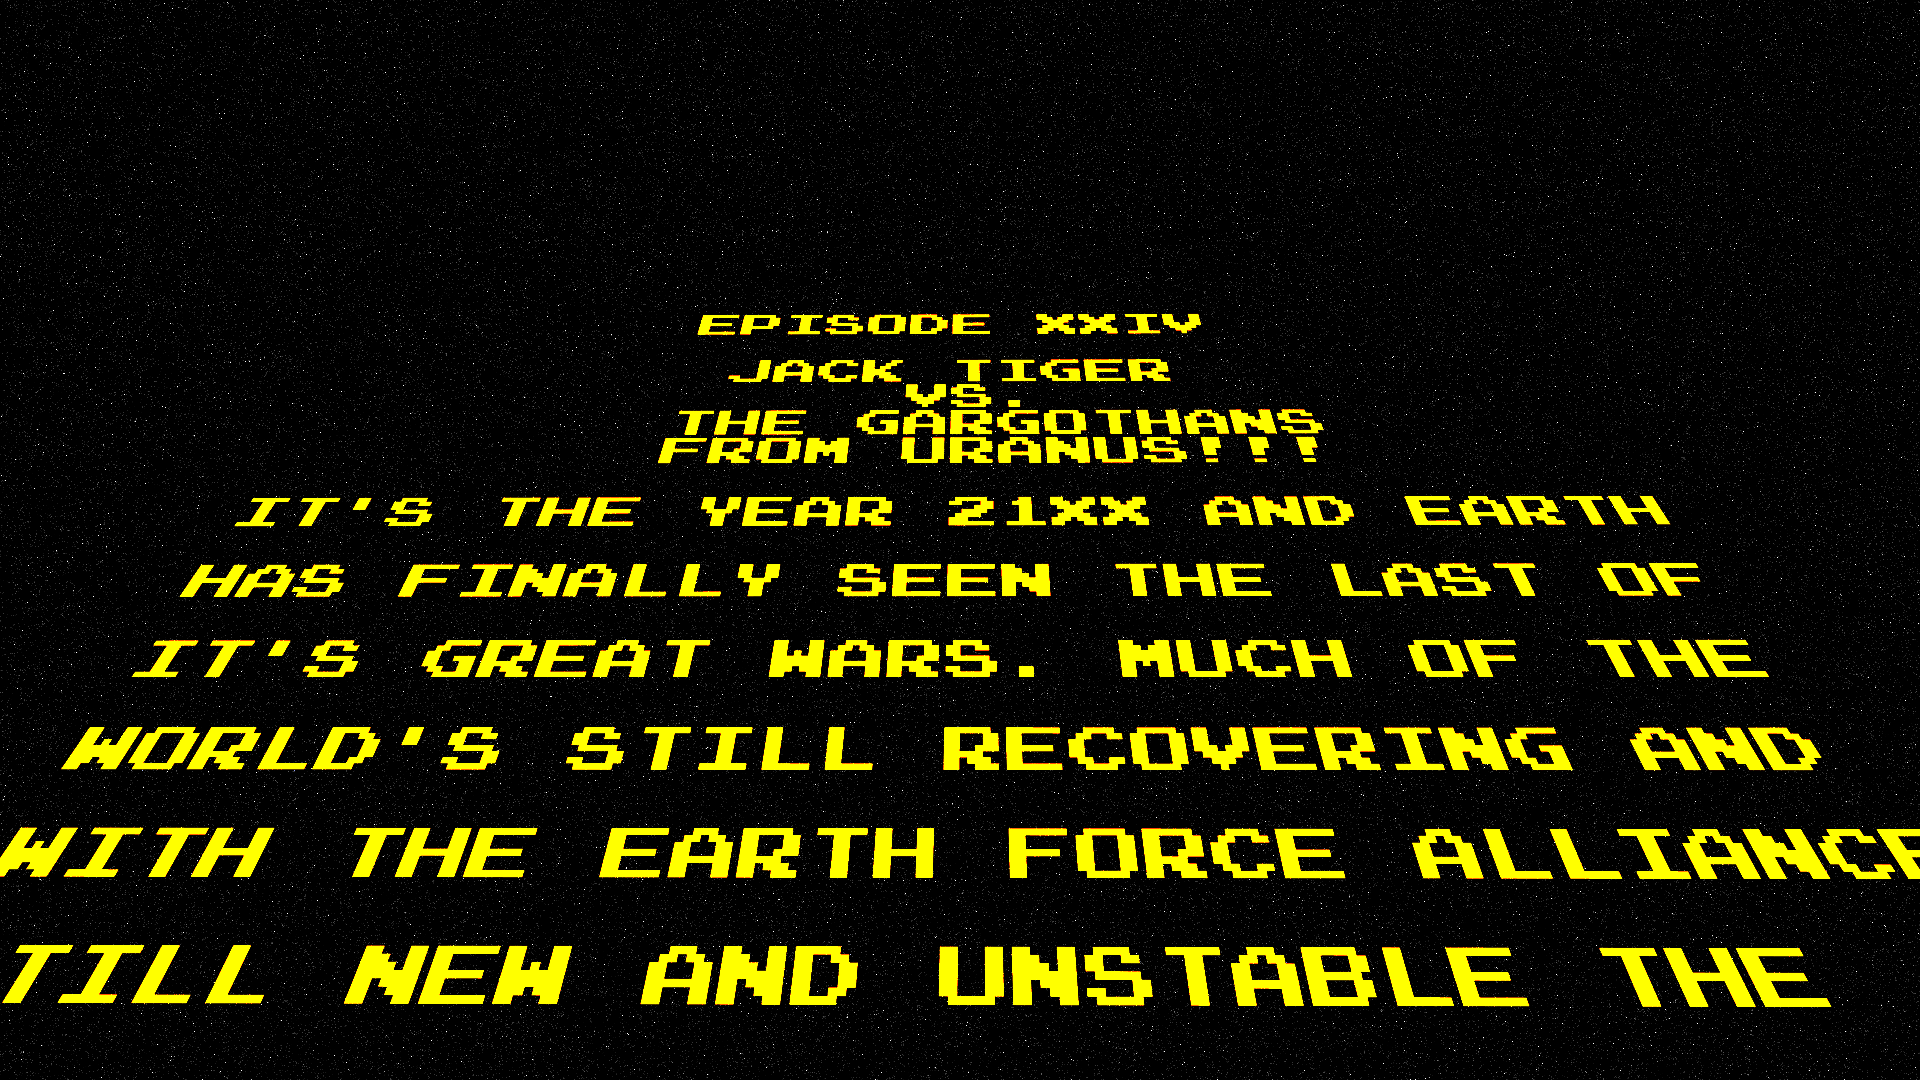 EPISODE XXIV
JACK TIGER
VS.
THE GARGOTHANS
FROM URANUS!!!
IT'S THE YEAR 21XX AND EARTH
HAS FINALLY SEEN THE LAST OF
IT'S GREAT WARS. MUCH OF THE
WORLD'S STILL RECOVERING AND
WITH THE EARTH FORCE ALLIANCE
TILL NEW AND UNSTABLE THE